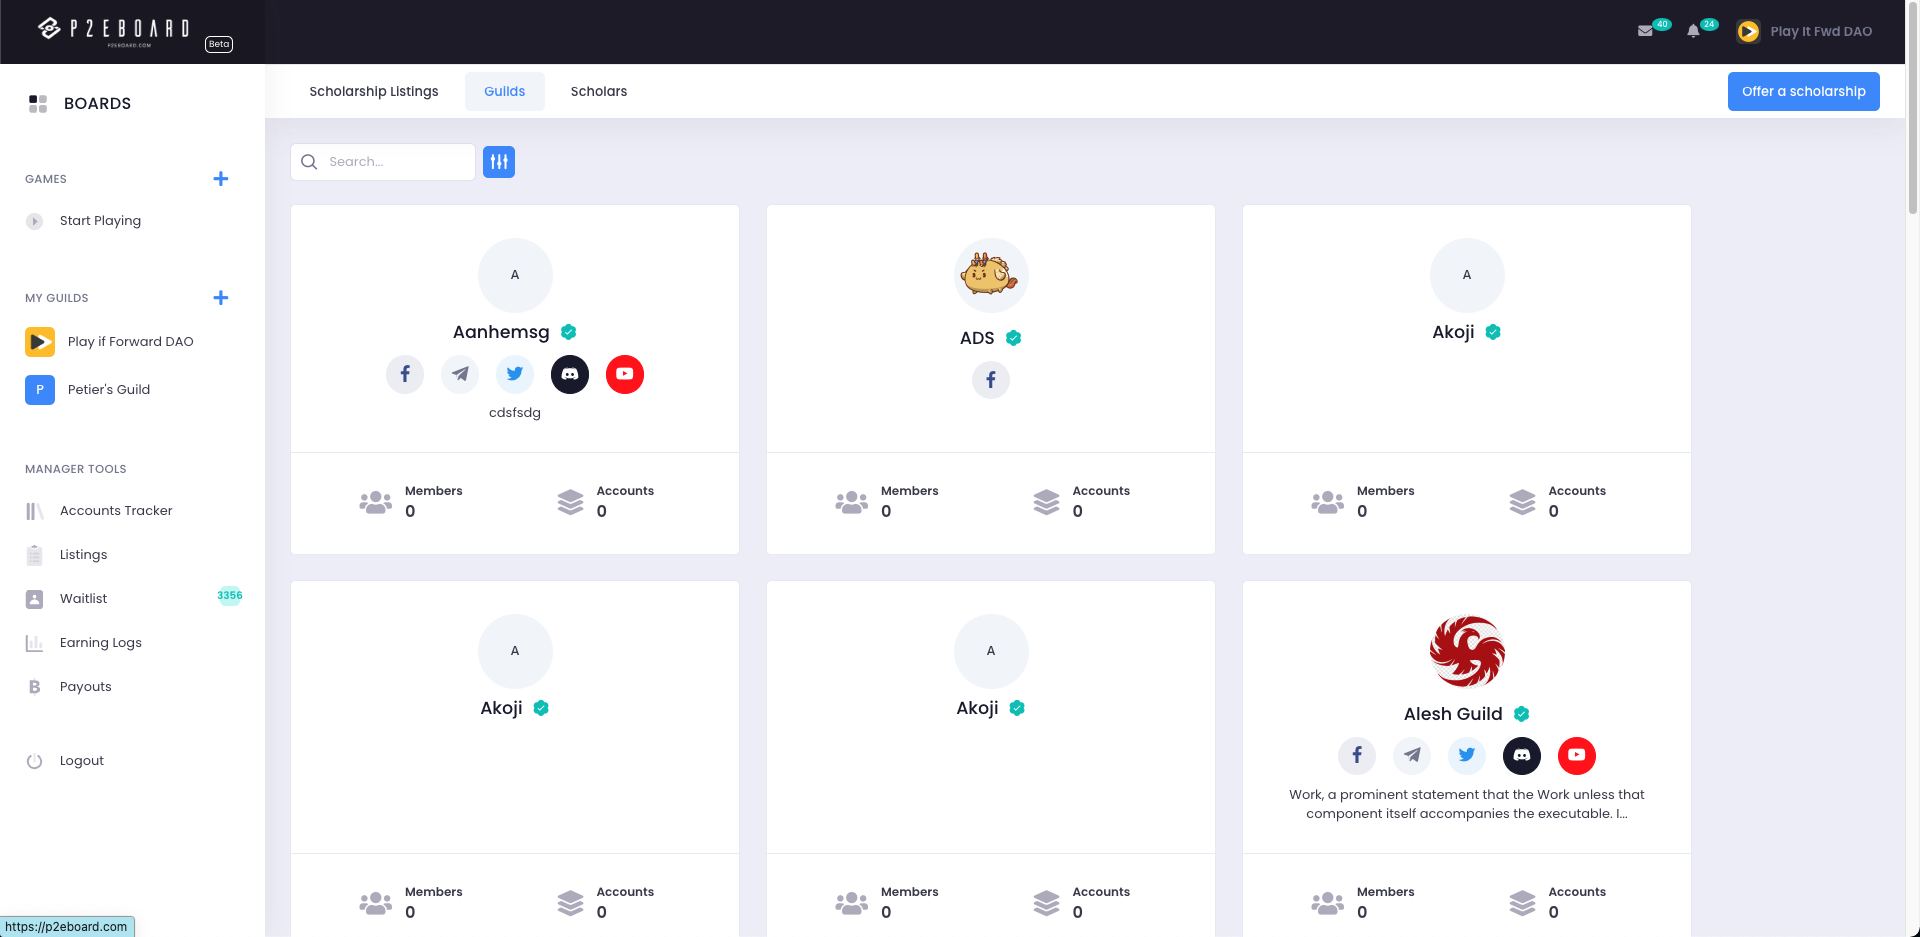 P2EBOARD
P2EBOARD.COM
Beta
40
24
Play It Fwd DAO
BOARDS
Scholarship Listings
Guilds
Scholars
Offer a scholarship
GAMES
Start Playing
MY GUILDS
Play if Forward DAO
P
Petier's Guild
MANAGER TOOLS
Accounts Tracker
Listings
Waitlist
3356
Earning Logs
Payouts
Logout
Search...
A
Aanhemsg
cdsfsdg
Members
0
Accounts
0
ADS
Members
0
Accounts
0
A
Akoji
Members
0
Accounts
0
A
Akoji
Members
0
Accounts
0
A
Akoji
Members
0
Accounts
0
Alesh Guild
Work, a prominent statement that the Work unless that
component itself accompanies the executable. I...
Members
0
Accounts
0
https://p2eboard.com